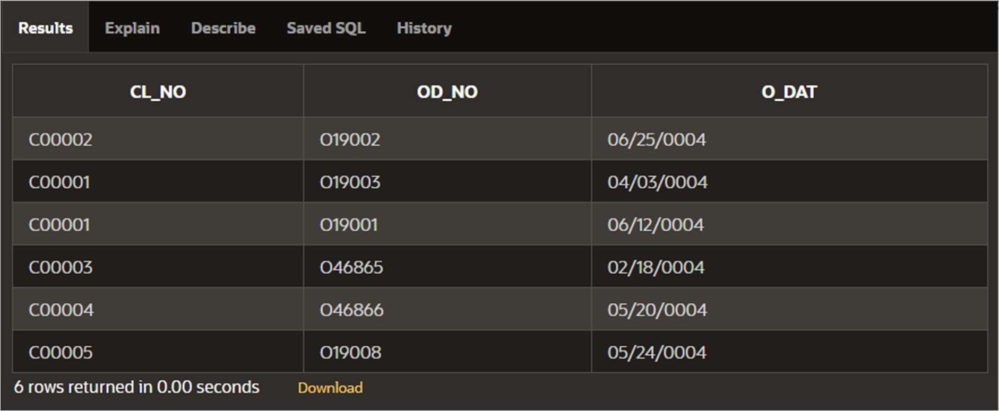 Results Explain Describe Saved SQL History
CL_NO OD_NO O_DAT
C00002 O19002 06/25/0004
C00001 O19003 04/03/0004
C00001 O19001 06/12/0004
C00003 O46865 02/18/0004
C00004 O46866 05/20/0004
C00005 O19008 05/24/0004
6 rows returned in 0.00 seconds Download